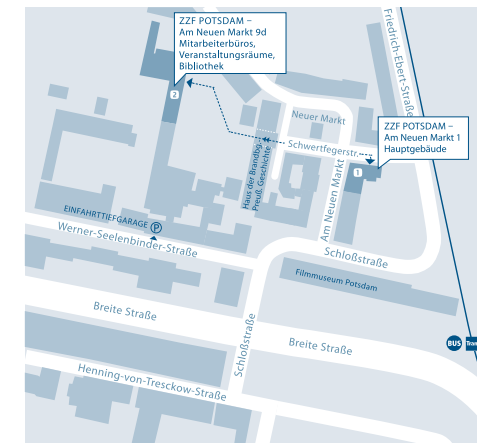 ZZF POTSDAM –
Am Neuen Markt 9d
Mitarbeiterbüros,
Veranstaltungsräume,
Bibliothek
Friedrich-Ebert-Straße
2
Neuer Markt
ZZF POTSDAM –
Am Neuen Markt 1
Hauptgebäude
Schwertfegerstr.
Haus der Brandbg.-
Preuß. Geschichte
1
Am Neuen Markt
EINFAHRT TIEFGARAGE P
Werner-Seelenbinder-Straße
Schloßstraße
Filmmuseum Potsdam
Breite Straße
Schloßstraße
Breite Straße
BUS
Henning-von-Tresckow-Straße